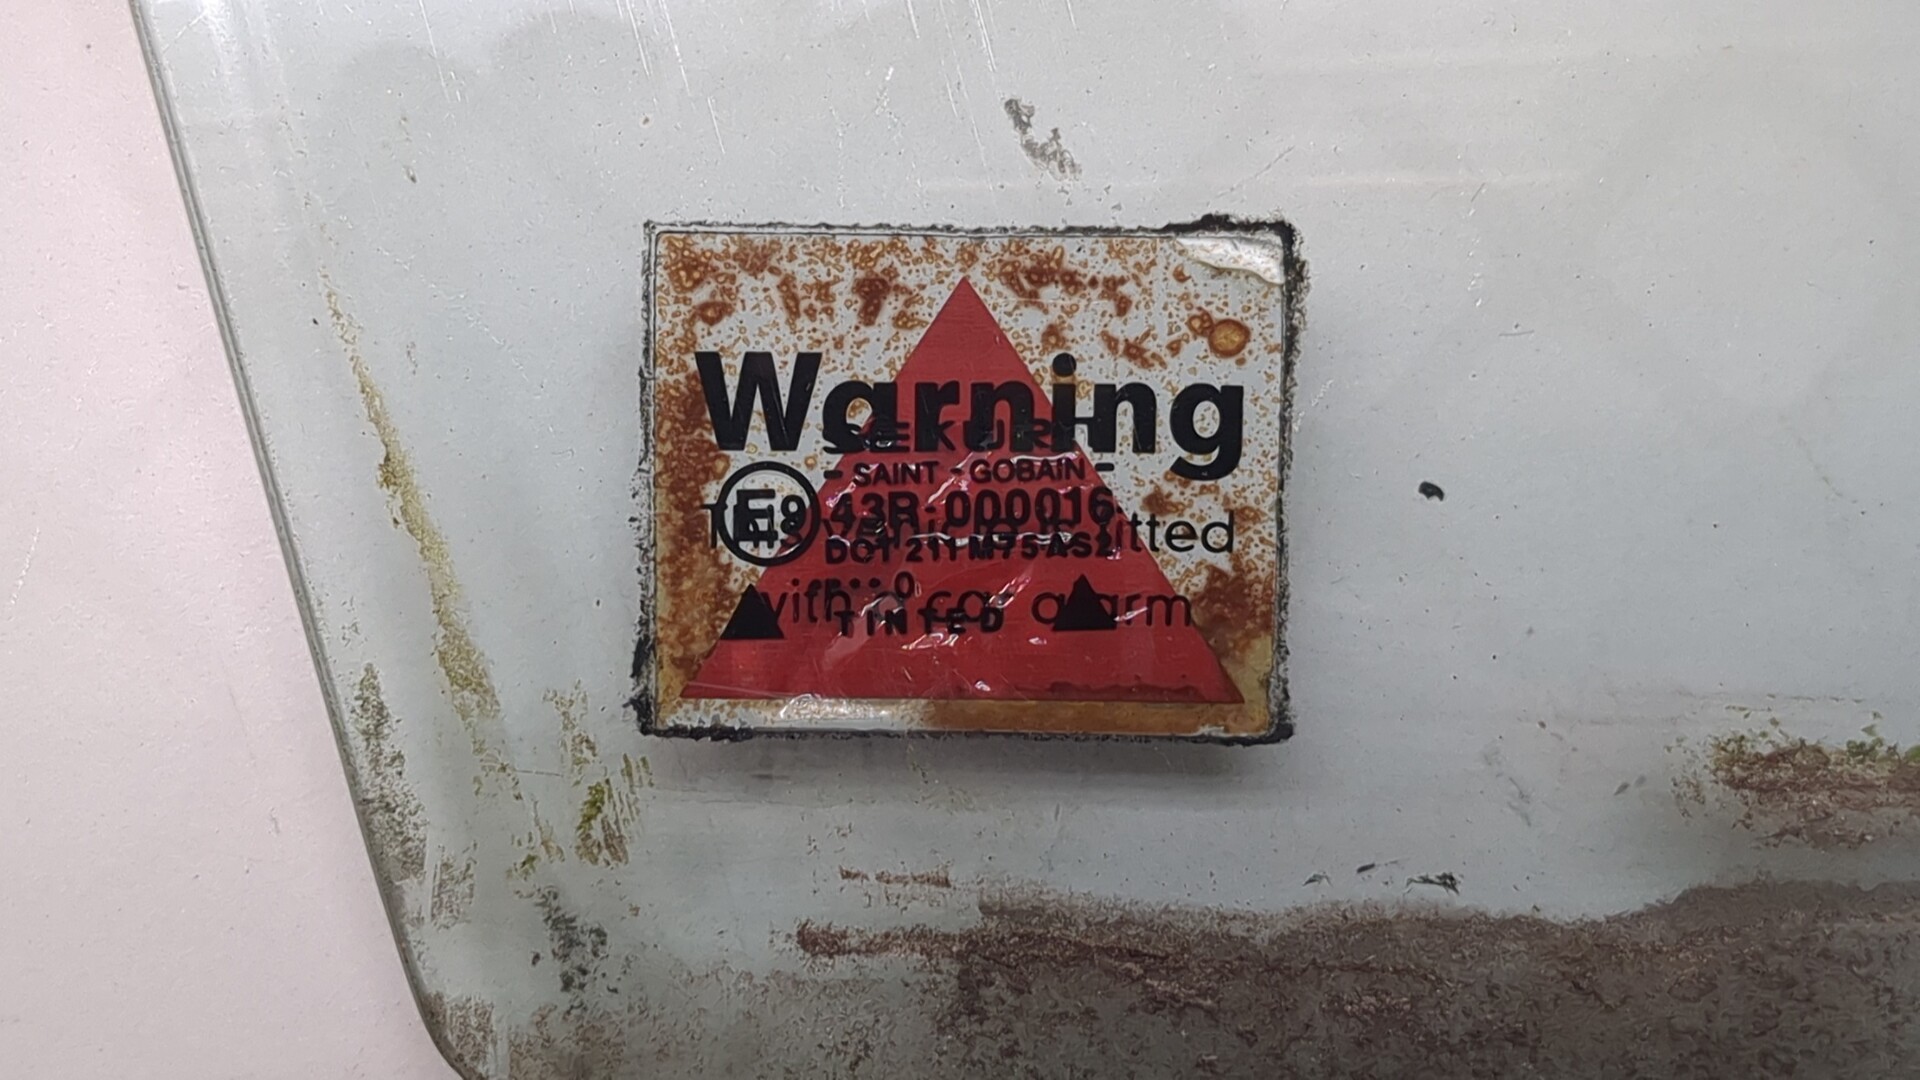 Warning
SEKURIT
- SAINT - GOBAIN -
E9 43R-000016
This vehicle is fitted
DOT 211 M75 AS2
with a car alarm
TINTED